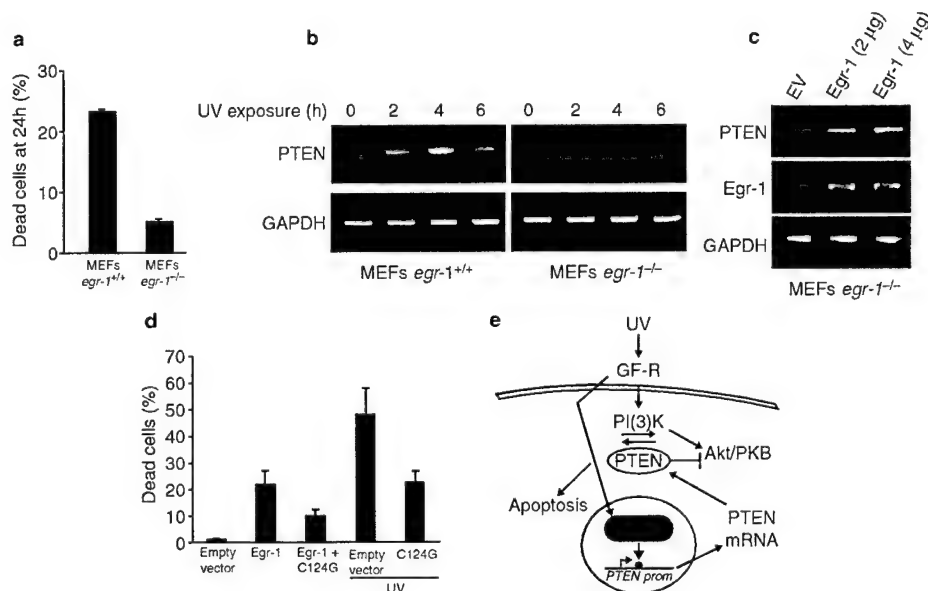 a
Dead cells at 24h (%)
30
20
10
0
MEFs
egr-1+/+
MEFs
egr-1−/−
b
UV exposure (h)
0 2 4 6
0 2 4 6
PTEN
GAPDH
MEFs egr-1+/+
MEFs egr-1−/−
c
EV
Egr-1 (2 μg)
Egr-1 (4 μg)
PTEN
Egr-1
GAPDH
MEFs egr-1−/−
d
Dead cells (%)
70
60
50
40
30
20
10
0
Empty
vector
Egr-1
Egr-1 +
C124G
Empty
vector
C124G
UV
e
UV
GF-R
PI(3)K
Akt/PKB
PTEN
Apoptosis
PTEN
mRNA
PTEN prom